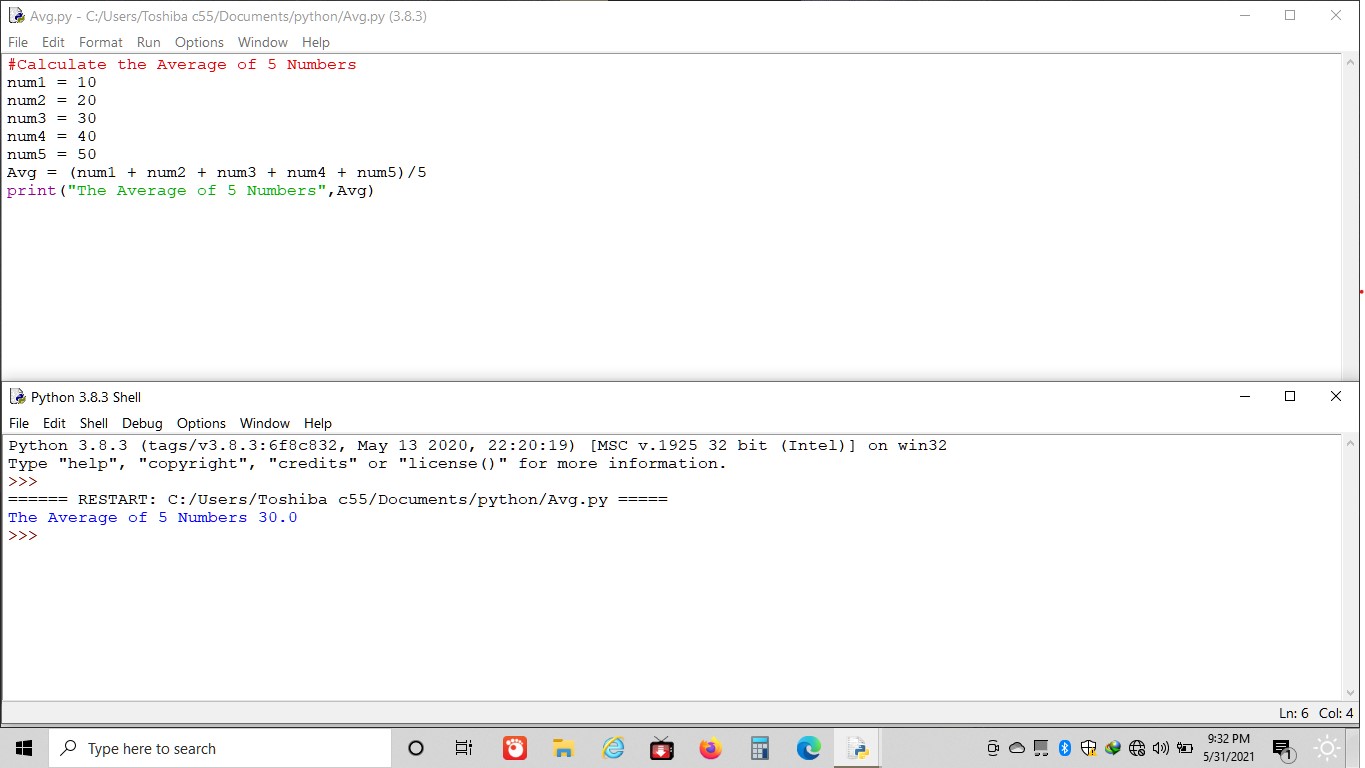 Avg.py - C:/Users/Toshiba c55/Documents/python/Avg.py (3.8.3)
File Edit Format Run Options Window Help
#Calculate the Average of 5 Numbers
num1 = 10
num2 = 20
num3 = 30
num4 = 40
num5 = 50
Avg = (num1 + num2 + num3 + num4 + num5)/5
print("The Average of 5 Numbers",Avg)
Python 3.8.3 Shell
File Edit Shell Debug Options Window Help
Python 3.8.3 (tags/v3.8.3:6f8c832, May 13 2020, 22:20:19) [MSC v.1925 32 bit (Intel)] on win32
Type "help", "copyright", "credits" or "license()" for more information.
>>>
====== RESTART: C:/Users/Toshiba c55/Documents/python/Avg.py =====
The Average of 5 Numbers 30.0
>>>
Ln: 6 Col: 4
Type here to search
9:32 PM
5/31/2021
1